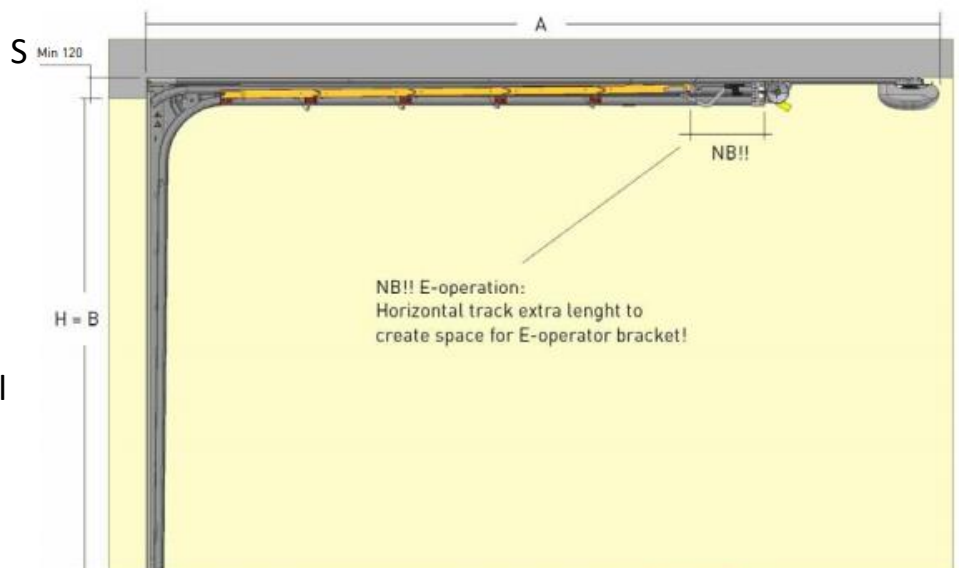 A
S Min 120
NB!!
NB!! E-operation:
Horizontal track extra lenght to
create space for E-operator bracket!
H = B
l